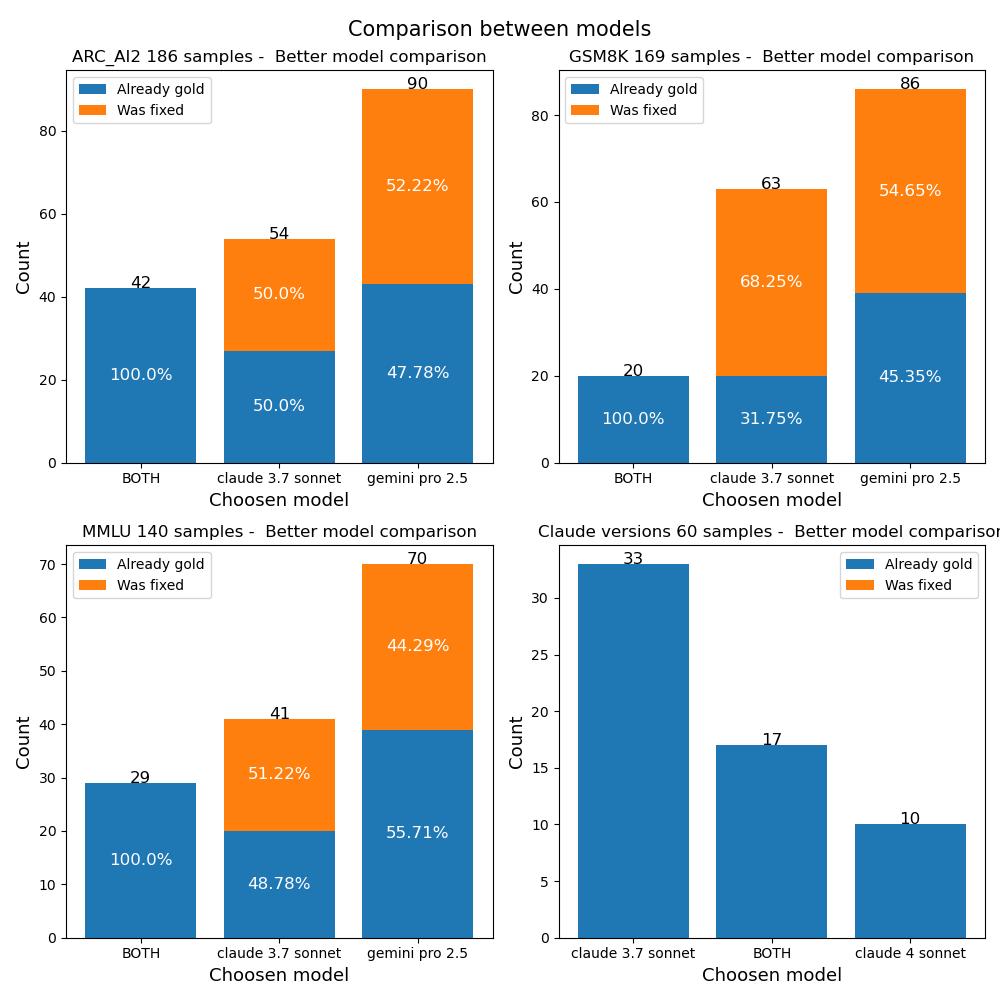 Comparison between models
ARC_AI2 186 samples -  Better model comparison
Already gold
Was fixed
Count
80
60
40
20
0
42
100.0%
54
50.0%
50.0%
90
52.22%
47.78%
BOTH
claude 3.7 sonnet
gemini pro 2.5
Choosen model
GSM8K 169 samples -  Better model comparison
Already gold
Was fixed
Count
80
60
40
20
0
20
100.0%
63
68.25%
31.75%
86
54.65%
45.35%
BOTH
claude 3.7 sonnet
gemini pro 2.5
Choosen model
MMLU 140 samples -  Better model comparison
Already gold
Was fixed
Count
70
60
50
40
30
20
10
0
29
100.0%
41
51.22%
48.78%
70
44.29%
55.71%
BOTH
claude 3.7 sonnet
gemini pro 2.5
Choosen model
Claude versions 60 samples -  Better model comparison
Already gold
Was fixed
Count
30
25
20
15
10
5
0
33
17
10
claude 3.7 sonnet
BOTH
claude 4 sonnet
Choosen model